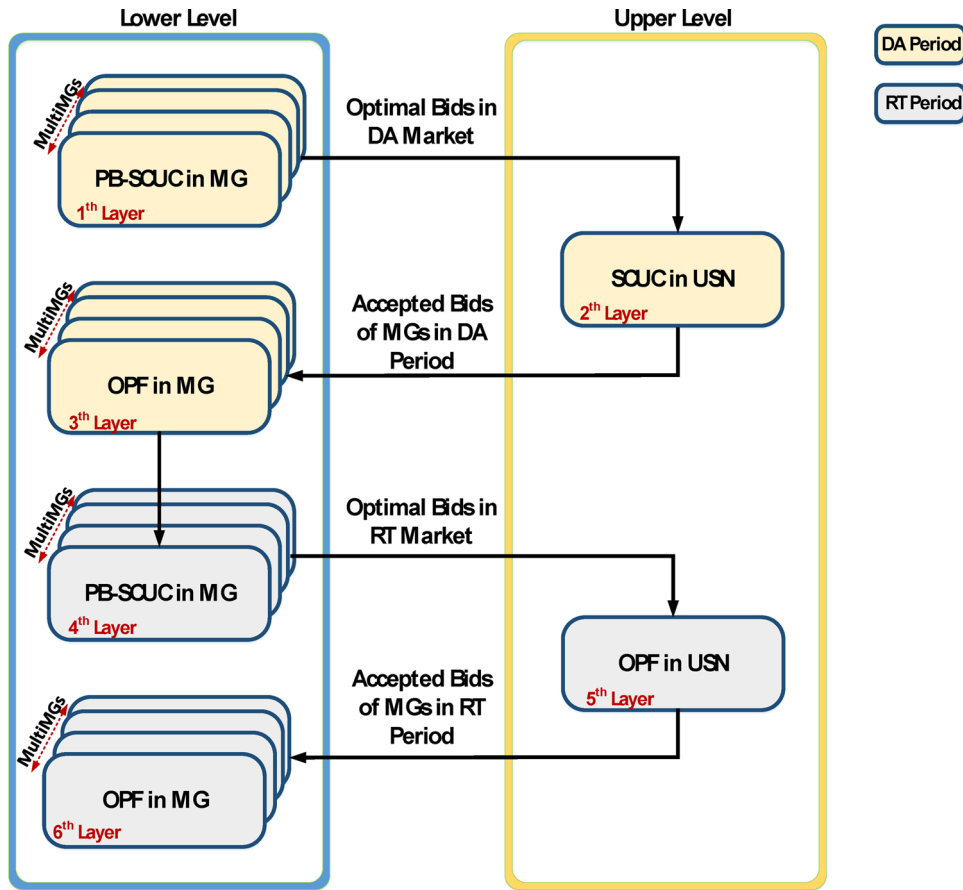 Lower Level
Upper Level
DA Period
RT Period
MultiMGs
PB-SCUC in MG
1th Layer
Optimal Bids in
DA Market
SCUC in USN
2th Layer
MultiMGs
OPF in MG
3th Layer
Accepted Bids
of MGs in DA
Period
MultiMGs
PB-SCUC in MG
4th Layer
Optimal Bids in
RT Market
OPF in USN
5th Layer
MultiMGs
OPF in MG
6th Layer
Accepted Bids
of MGs in RT
Period